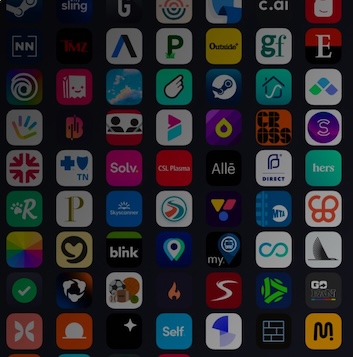 sling
G
c.ai
NN
TMZ
A
P
Outside+
gf
E
CROSS
S
TN
Solv.
CSL Plasma
Allē
DIRECT
hers
R
P
Skyscanner
MTA
blink
my
S
GO
Self.
M